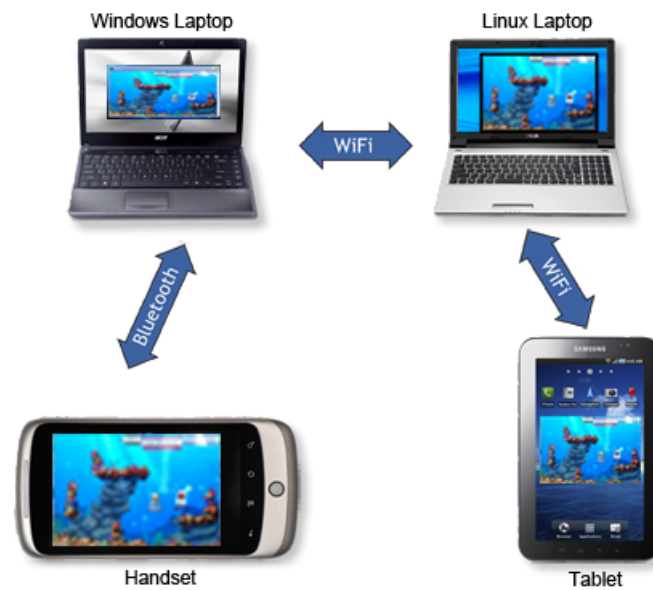 Windows Laptop
Linux Laptop
WiFi
Bluetooth
WiFi
SAMSUNG
Handset
Tablet